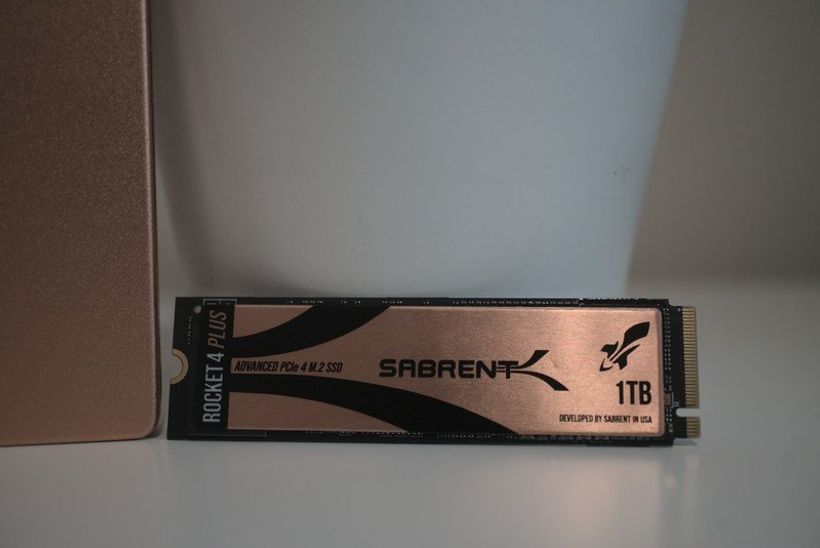 ROCKET 4 PLUS
ADVANCED PCIe 4 M.2 SSD
SABRENT
1TB
DEVELOPED BY SABRENT IN USA